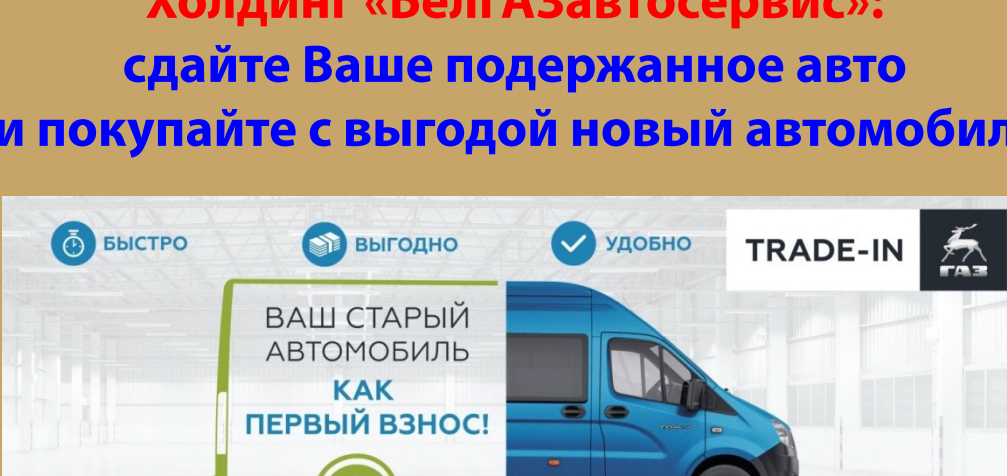 Холдинг «БелГАЗавтосервис»:
сдайте Ваше подержанное авто
и покупайте с выгодой новый автомобил
БЫСТРО
ВЫГОДНО
УДОБНО
TRADE-IN
ГАЗ
ВАШ СТАРЫЙ
АВТОМОБИЛЬ
КАК
ПЕРВЫЙ ВЗНОС!